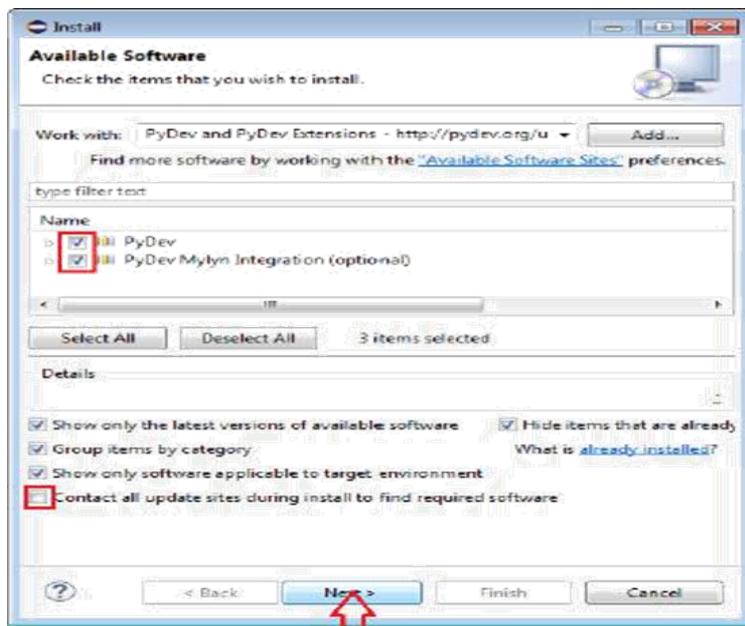 Install
Available Software
Check the items that you wish to install.
Work with: PyDev and PyDev Extensions - http://pydev.org/u Add...
Find more software by working with the "Available Software Sites" preferences.
type filter text
Name
PyDev
PyDev Mylyn Integration (optional)
Select All Deselect All 3 items selected
Details
Show only the latest versions of available software Hide items that are already
Group items by category What is already installed?
Show only software applicable to target environment
Contact all update sites during install to find required software
? < Back Next > Finish Cancel